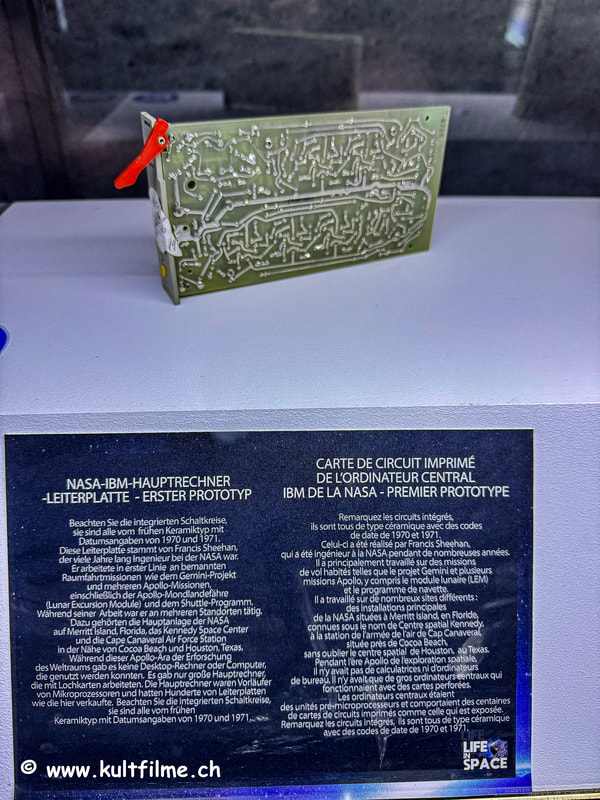 NASA-IBM-HAUPTRECHNER
-LEITERPLATTE - ERSTER PROTOTYP
Beachten Sie die integrierten Schaltkreise,
sie sind alle vom frühen Keramiktyp mit
Datumsangaben von 1970 und 1971.
Diese Leiterplatte stammt von Francis Sheehan,
der viele Jahre lang Ingenieur bei der NASA war.
Er arbeitete in erster Linie an bemannten
Raumfahrtmissionen wie dem Gemini-Projekt
und mehreren Apollo-Missionen,
einschließlich der Apollo-Mondlandefähre
(Lunar Excursion Module) und dem Shuttle-Programm.
Während seiner Arbeit war er an mehreren Standorten tätig.
Dazu gehörten die Hauptanlage der NASA
auf Merritt Island, Florida, das Kennedy Space Center
und die Cape Canaveral Air Force Station
in der Nähe von Cocoa Beach und Houston, Texas.
Während dieser Apollo-Ära der Erforschung
des Weltraums gab es keine Desktop-Rechner oder Computer,
die genutzt werden konnten. Es gab nur große Hauptrechner,
die mit Lochkarten arbeiteten. Die Hauptrechner waren Vorläufer
von Mikroprozessoren und hatten Hunderte von Leiterplatten
wie die hier verkaufte. Beachten Sie die integrierten Schaltkreise,
sie sind alle vom frühen
Keramiktyp mit Datumsangaben von 1970 und 1971.
CARTE DE CIRCUIT IMPRIMÉ
DE L'ORDINATEUR CENTRAL
IBM DE LA NASA - PREMIER PROTOTYPE
Remarquez les circuits intégrés,
ils sont tous de type céramique avec des codes
de date de 1970 et 1971.
Celui-ci a été réalisé par Francis Sheehan,
qui a été ingénieur à la NASA pendant de nombreuses années.
Il a principalement travaillé sur des missions
de vol habités telles que le projet Gemini et plusieurs
missions Apollo, y compris le module lunaire (LEM)
et le programme de navette.
Il a travaillé sur de nombreux sites différents :
des installations principales
de la NASA situées à Merritt island, en Floride,
connues sous le nom de Centre spatial Kennedy,
à la station de l'armée de l'air de Cap Canaveral,
située près de Cocoa Beach,
sans oublier le centre spatial de Houston, au Texas.
Pendant l'ère Apollo de l'exploration spatiale,
il n'y avait pas de calculatrices ni d'ordinateurs
de bureau. Il n'y avait que de gros ordinateurs centraux qui
fonctionnaient avec des cartes perforées.
Les ordinateurs centraux étaient
des unités pré-microprocesseurs et comportaient des centaines
de cartes de circuits imprimés comme celle qui est exposée.
Remarquez les circuits intégrés, ils sont tous de type céramique
avec des codes de date de 1970 et 1971.
LIFE
IN
SPACE
© www.kultfilme.ch